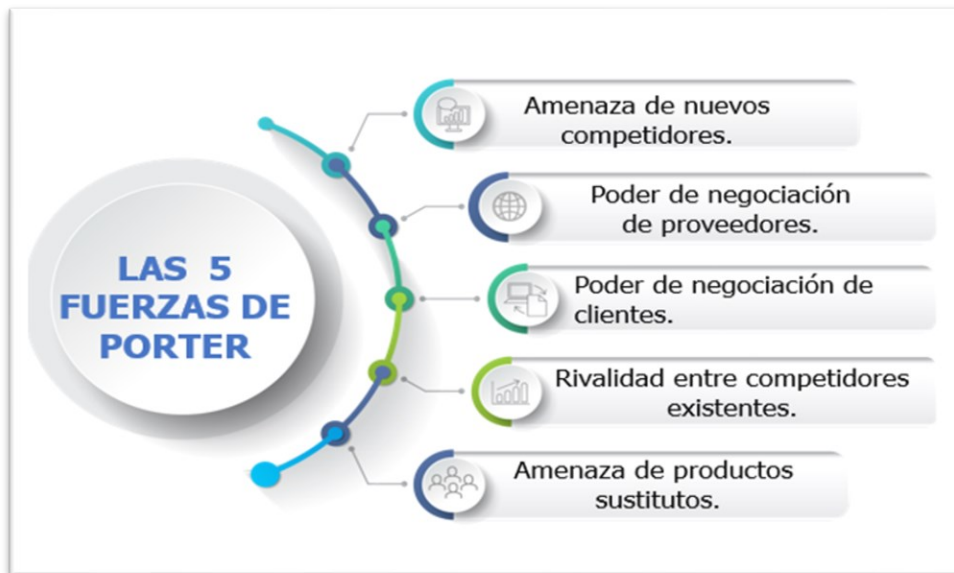 LAS 5
FUERZAS DE
PORTER
Amenaza de nuevos
competidores.
Poder de negociación
de proveedores.
Poder de negociación de
clientes.
Rivalidad entre competidores
existentes.
Amenaza de productos
sustitutos.